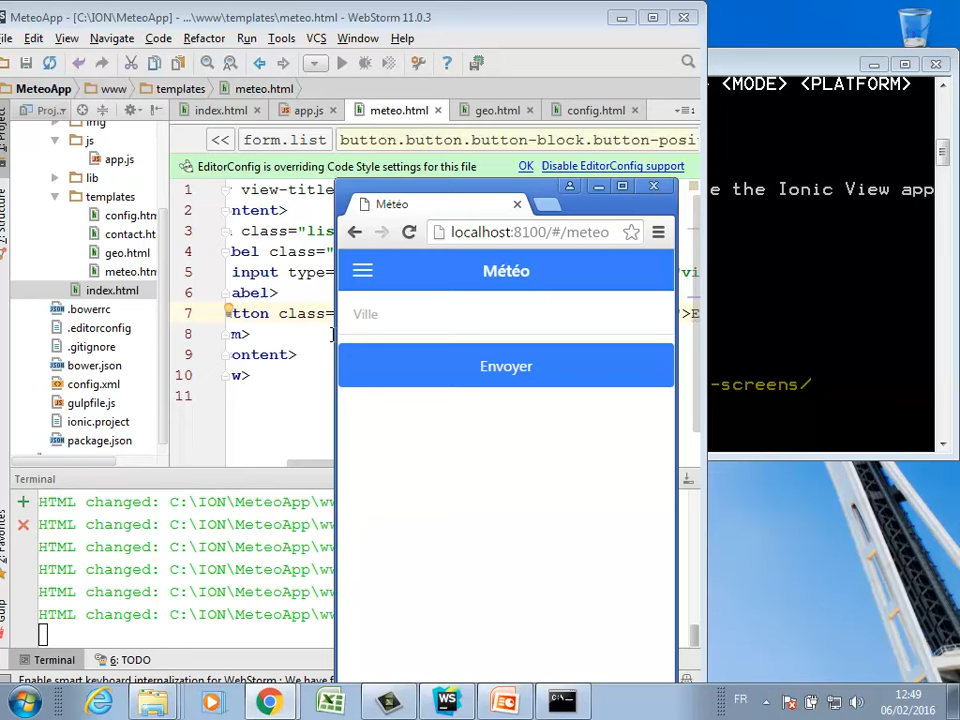 MeteoApp - [C:\ION\MeteoApp] - ...\www\templates\meteo.html - WebStorm 11.0.3
Edit View Navigate Code Refactor Run Tools VCS Window Help
MeteoApp www templates meteo.html
Proj...
index.html app.js meteo.html geo.html config.html
<< form.list button.button.button-block.button-posi
EditorConfig is overriding Code Style settings for this file OK Disable EditorConfig support
img
js
app.js
lib
templates
config.htm
contact.ht
geo.html
meteo.htm
index.html
.bowerrc
.editorconfig
.gitignore
bower.json
config.xml
gulpfile.js
ionic.project
package.json
1 view-title
2 ntent>
3 class="lis
4 bel class="
5 input type=
6 abel>
7 tton class=
8 m>
9 ontent>
10 w>
11
Météo
localhost:8100/#/meteo
Météo
Ville
Envoyer
<MODE> <PLATFORM>
e the Ionic View app
-screens/
Terminal
HTML changed: C:\ION\MeteoApp\ww
HTML changed: C:\ION\MeteoApp\ww
HTML changed: C:\ION\MeteoApp\ww
HTML changed: C:\ION\MeteoApp\ww
HTML changed: C:\ION\MeteoApp\ww
HTML changed: C:\ION\MeteoApp\ww
Terminal 6: TODO
Enable smart keyboard internalization for WebStorm.: We have f
FR 12:49
06/02/2016